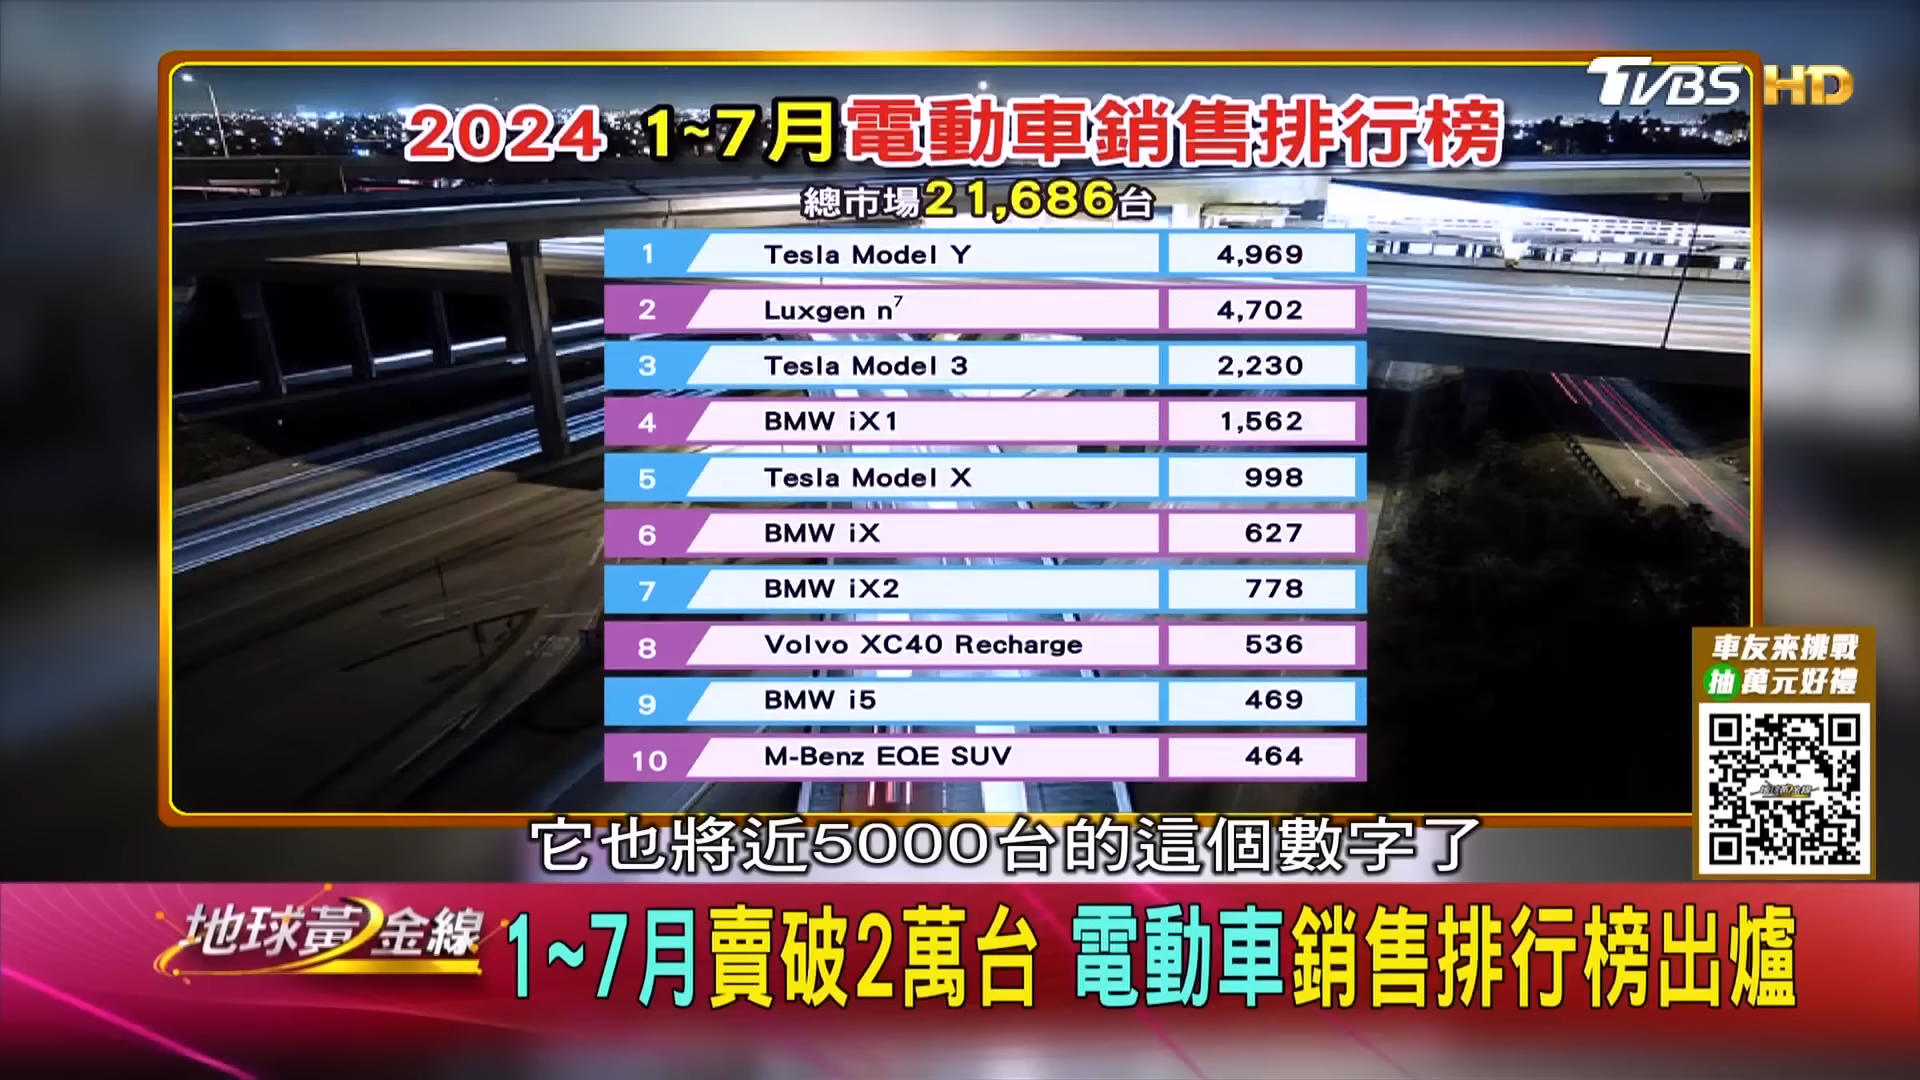 TVBS HD
2024 1~7月電動車銷售排行榜
總市場21,686台
1 Tesla Model Y 4,969
2 Luxgen n⁷ 4,702
3 Tesla Model 3 2,230
4 BMW iX1 1,562
5 Tesla Model X 998
6 BMW iX 627
7 BMW iX2 778
8 Volvo XC40 Recharge 536
9 BMW i5 469
10 M-Benz EQE SUV 464
車友來挑戰
抽萬元好禮
地球黃金線
它也將近5000台的這個數字了
地球黃金線
1~7月賣破2萬台 電動車銷售排行榜出爐